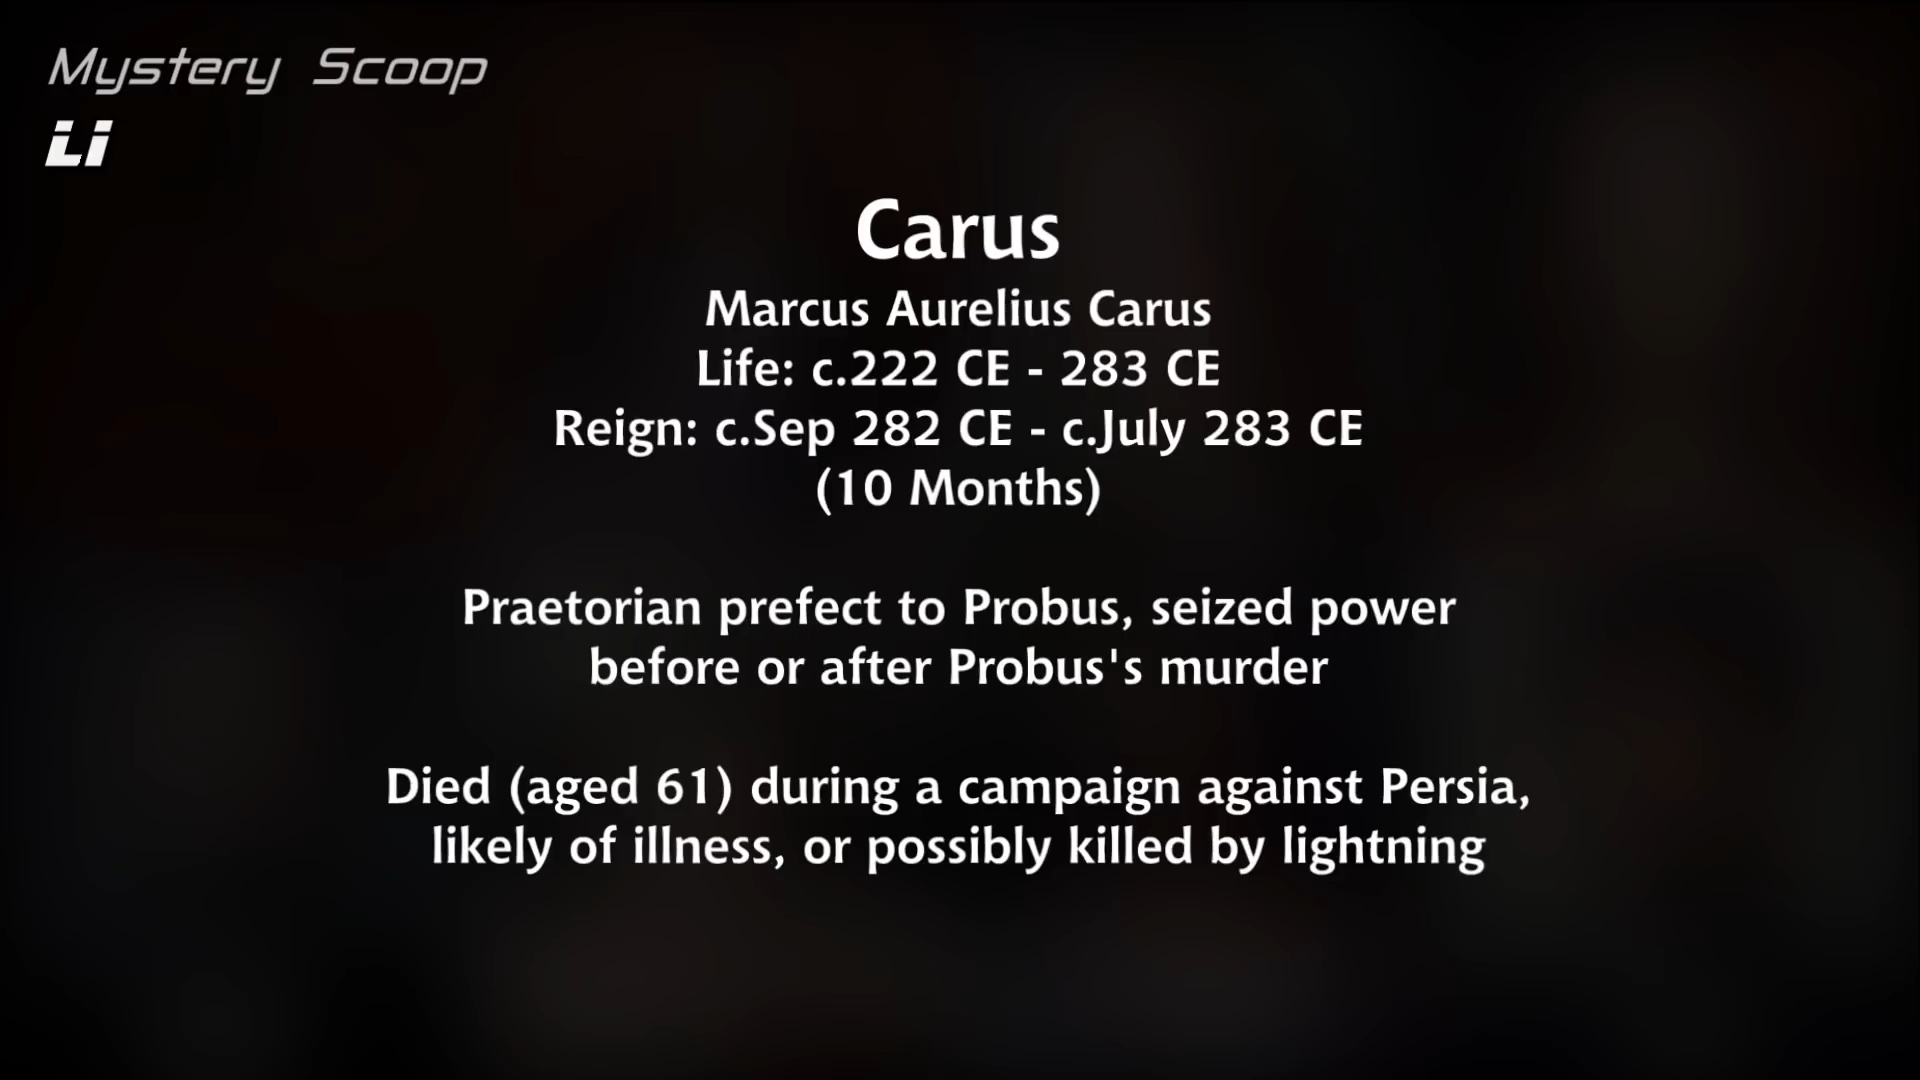 Mystery Scoop
LI
Carus
Marcus Aurelius Carus
Life: c.222 CE - 283 CE
Reign: c.Sep 282 CE - c.July 283 CE
(10 Months)
Praetorian prefect to Probus, seized power
before or after Probus's murder
Died (aged 61) during a campaign against Persia,
likely of illness, or possibly killed by lightning